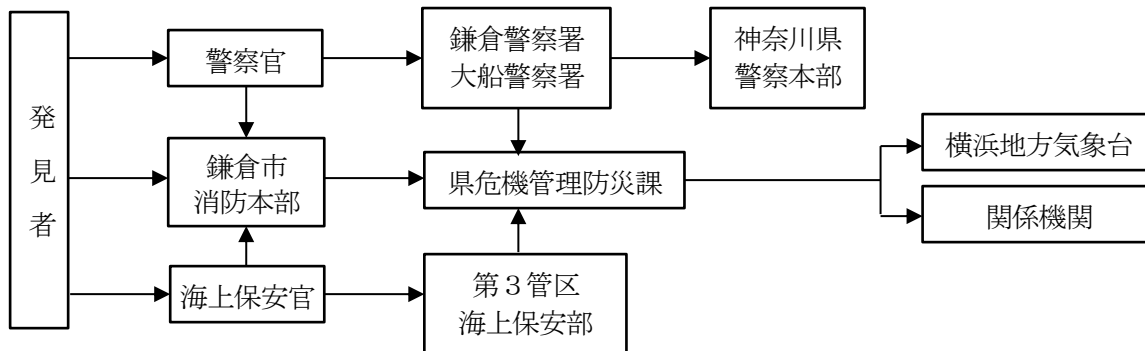 発見者
警察官
鎌倉警察署
大船警察署
神奈川県
警察本部
鎌倉市
消防本部
県危機管理防災課
横浜地方気象台
関係機関
海上保安官
第３管区
海上保安部